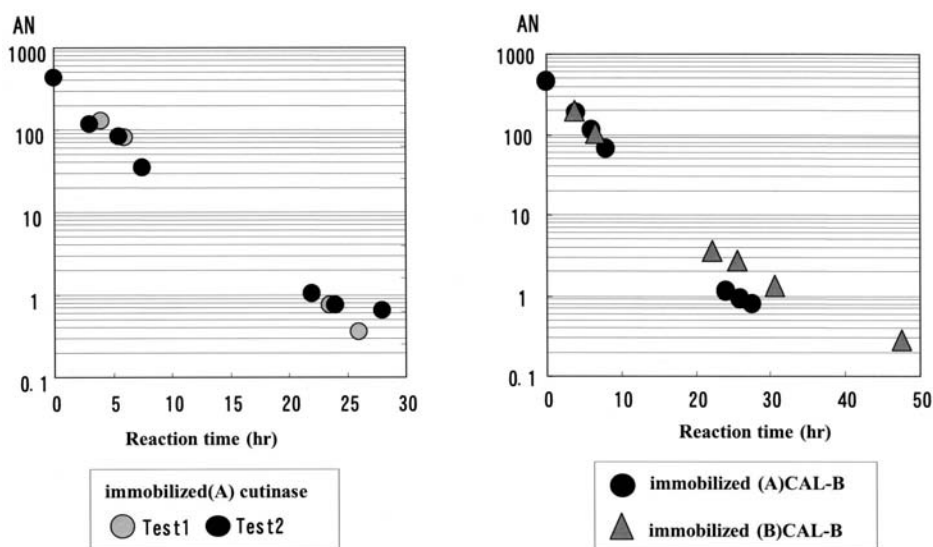 AN
1000
100
10
1
0.1
0 5 10 15 20 25 30
Reaction time (hr)
immobilized(A) cutinase
Test1 Test2
AN
1000
100
10
1
0.1
0 10 20 30 40 50
Reaction time (hr)
immobilized (A)CAL-B
immobilized (B)CAL-B